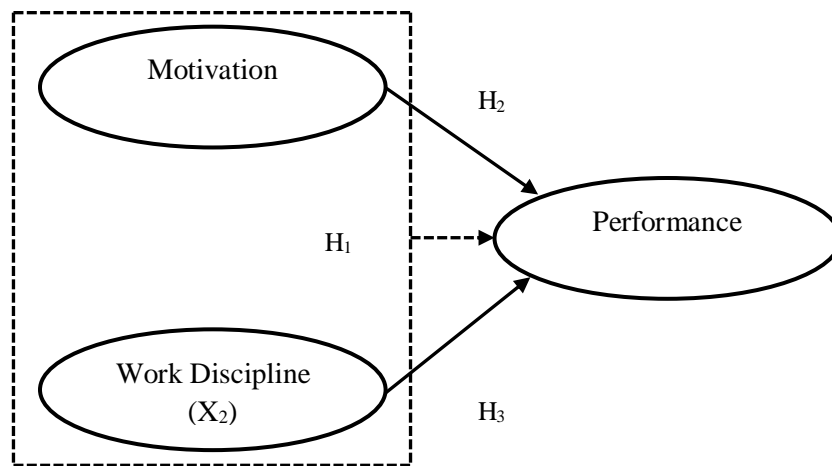 Motivation
H₂
Performance
H₁
Work Discipline
(X₂)
H₃